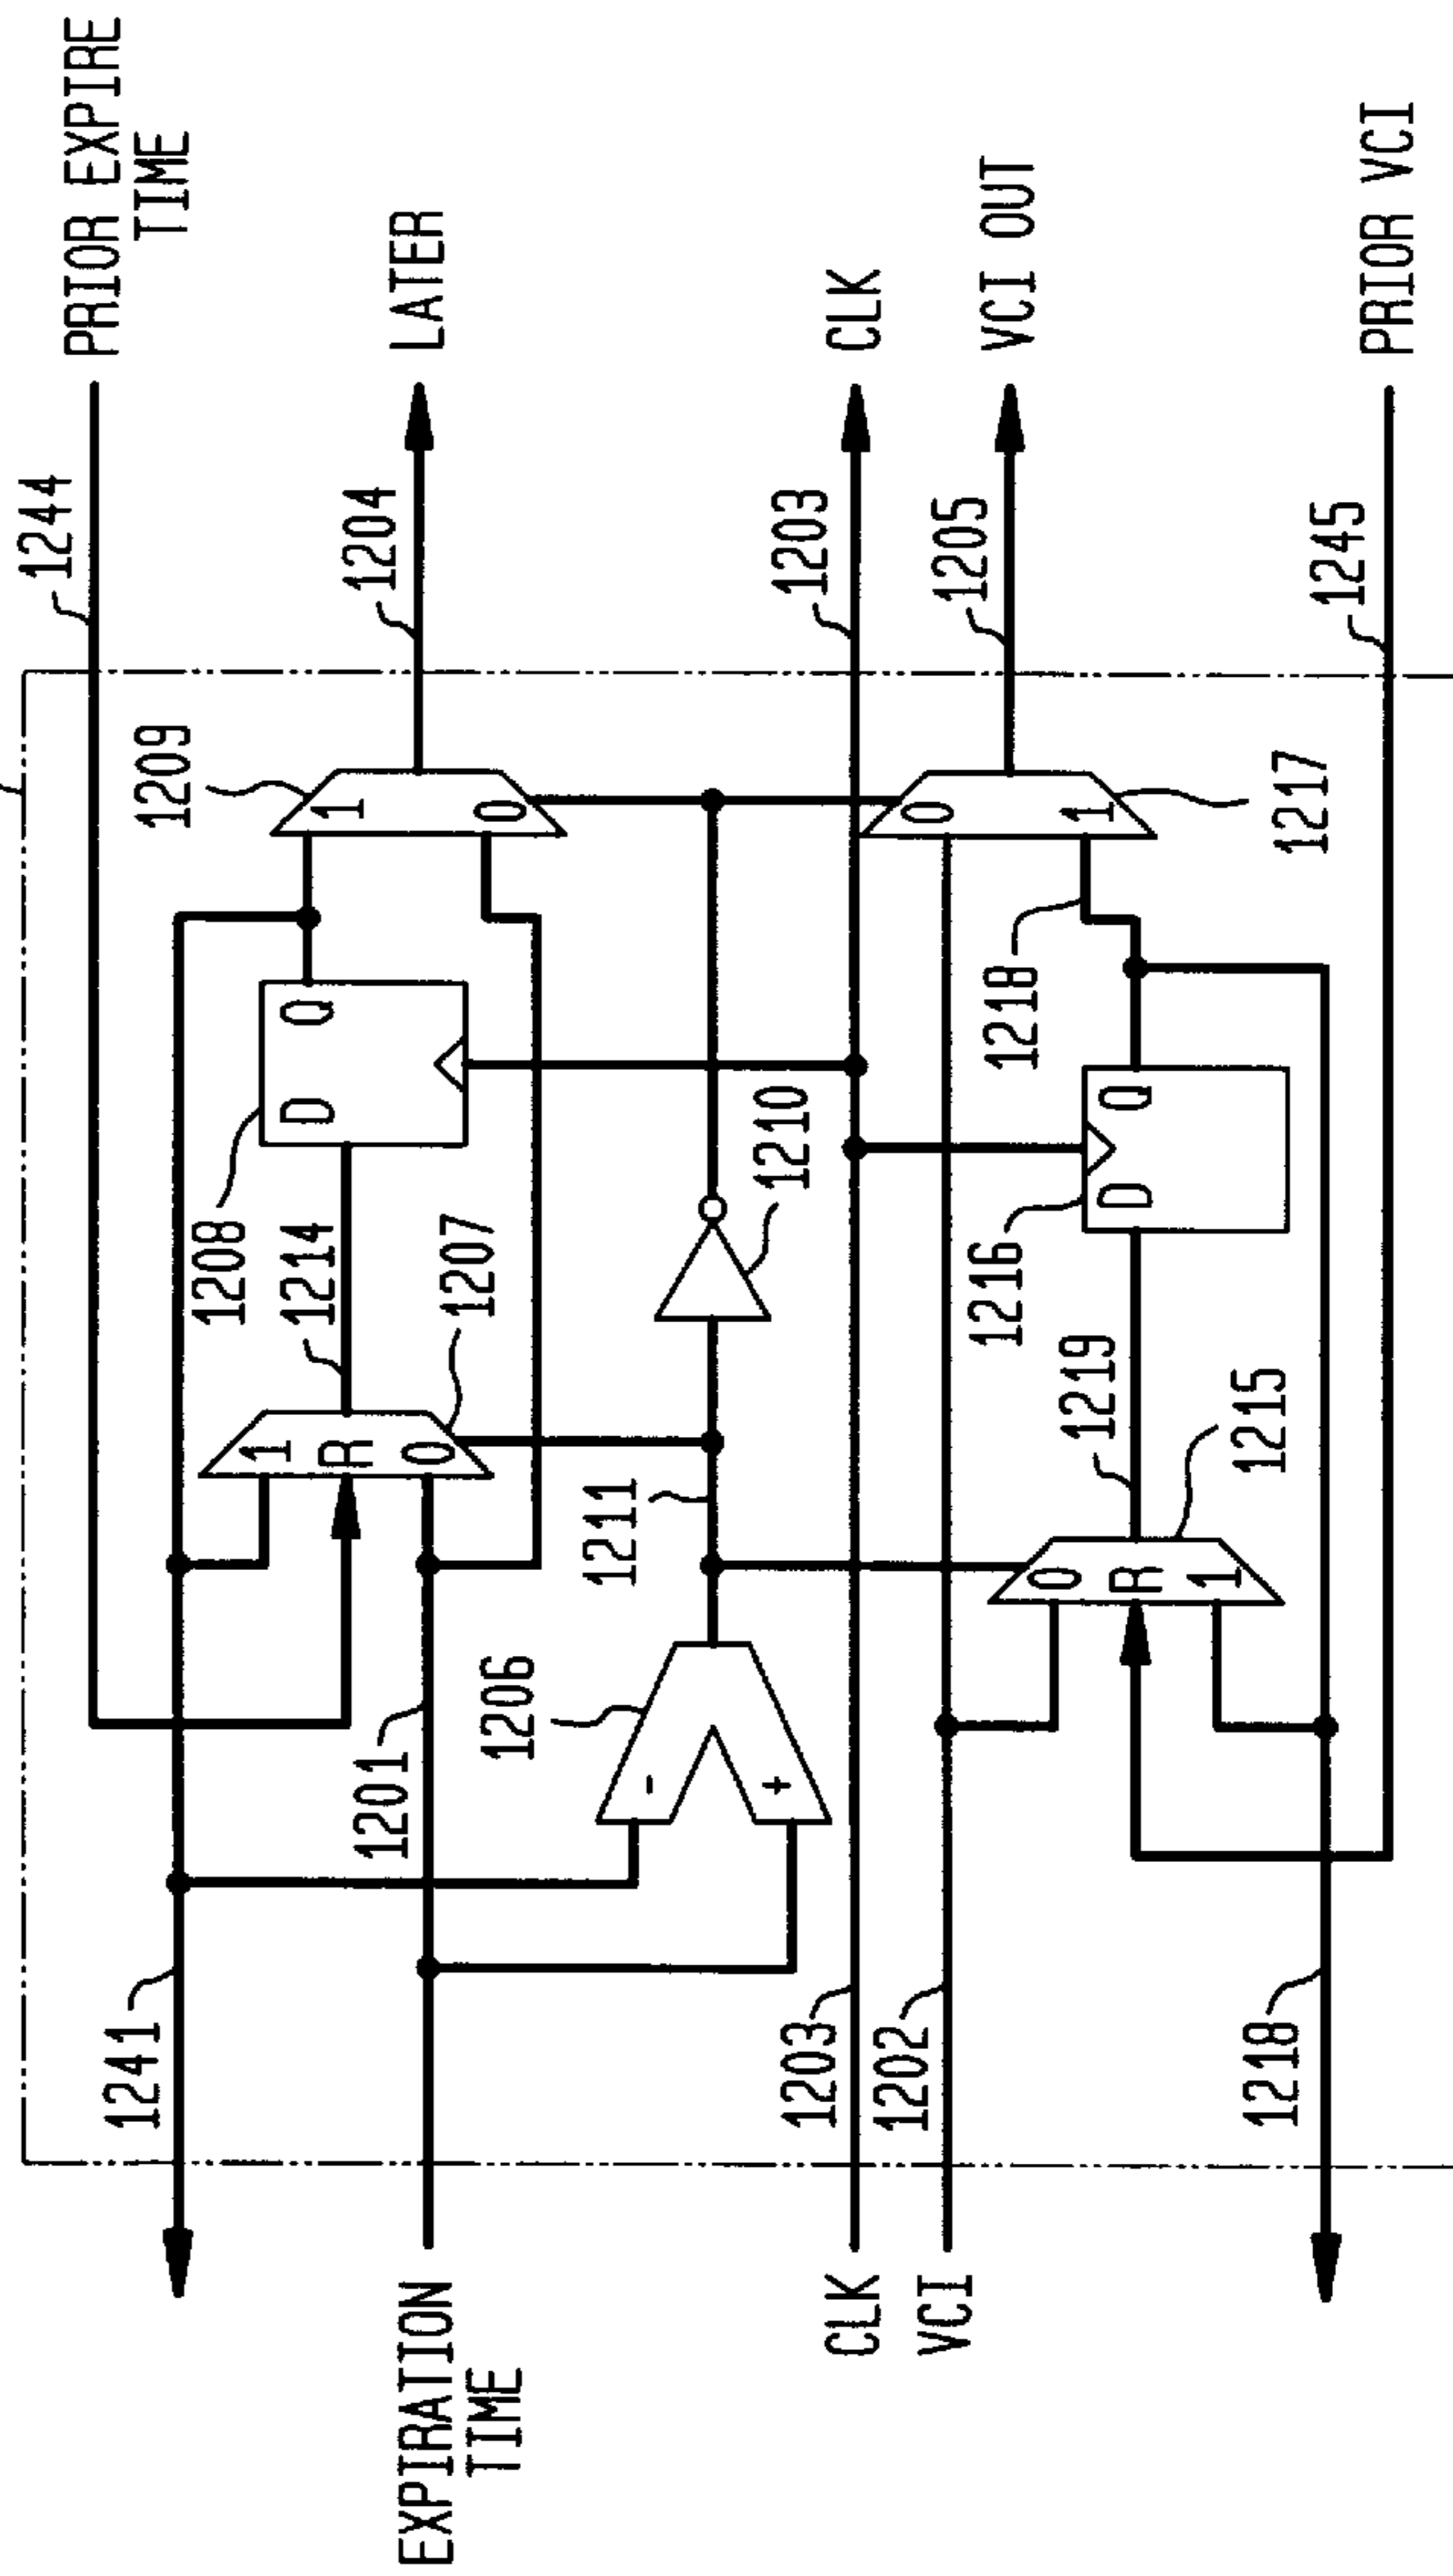 1244
PRIOR EXPIRE
TIME
1241
1208
1209
1204
LATER
D
Q
1
0
1214
1207
1
R
0
EXPIRATION
TIME
1201
1206
-
+
1211
1210
CLK
1203
1203
CLK
VCI
1202
1205
VCI OUT
0
1
1217
1218
1216
D
Q
1219
0
R
1
1215
1218
1245
PRIOR VCI